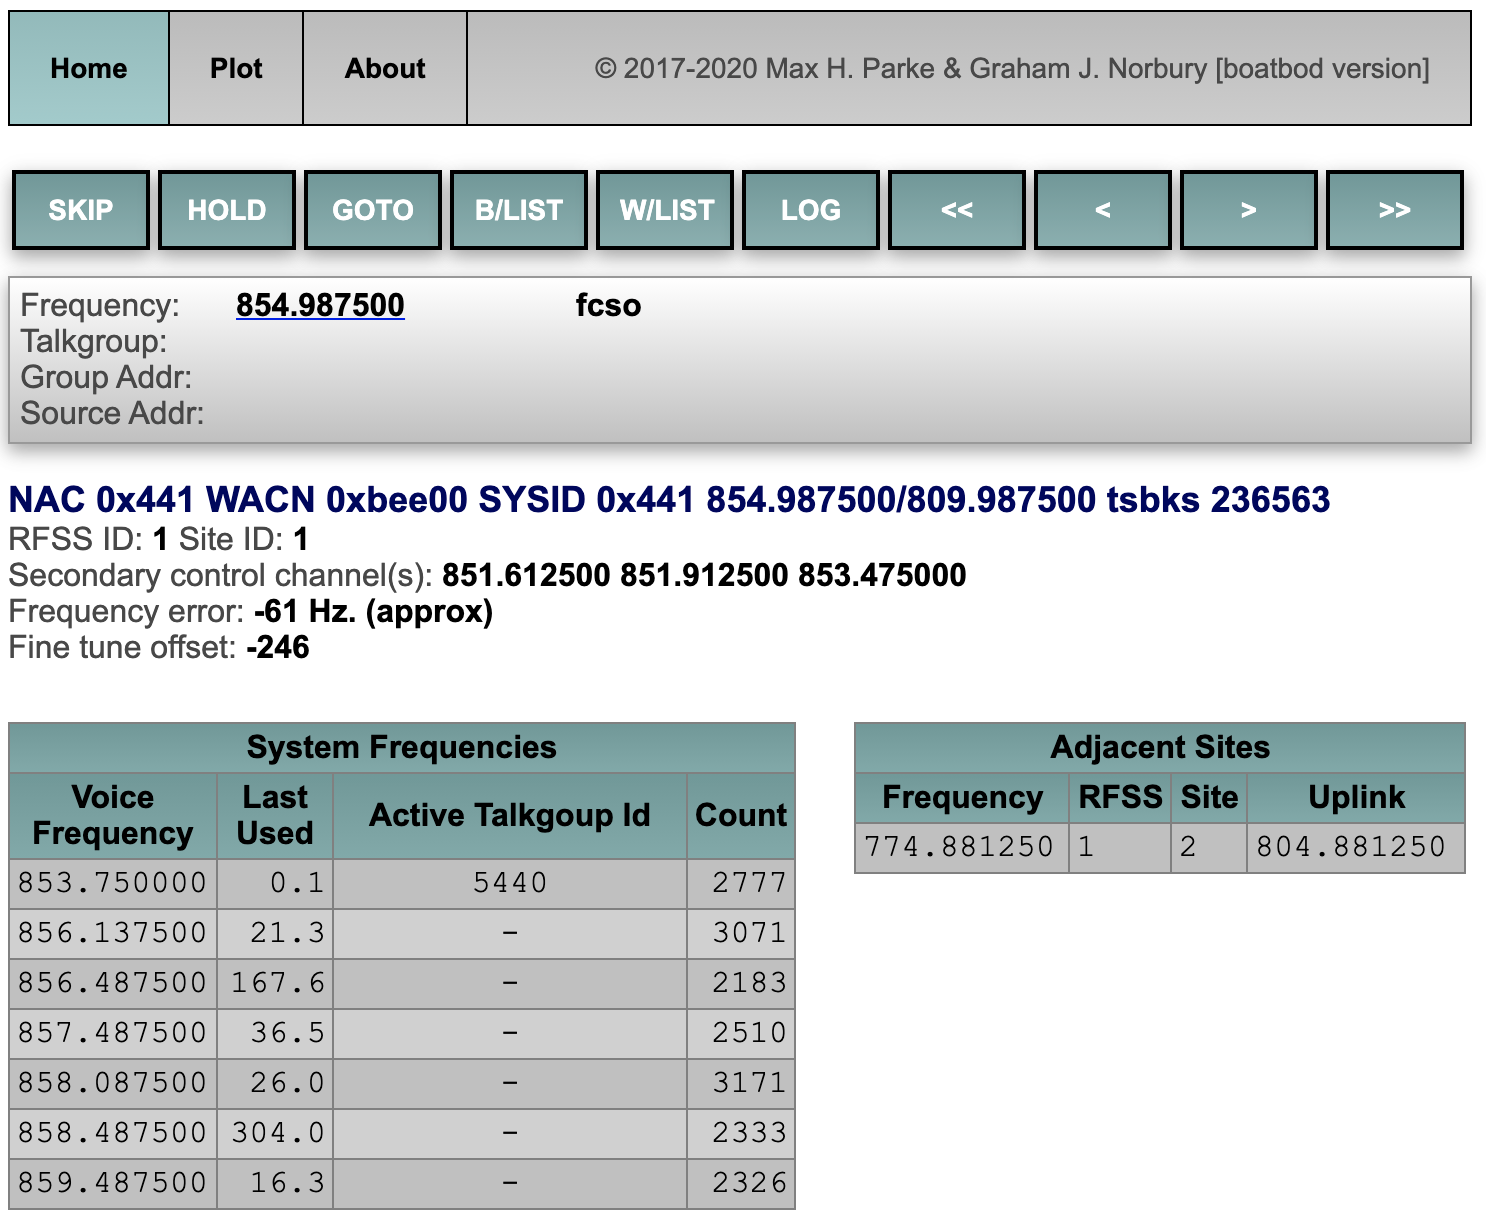 Home Plot About © 2017-2020 Max H. Parke & Graham J. Norbury [boatbod version]
SKIP HOLD GOTO B/LIST W/LIST LOG << < > >>
Frequency: 854.987500 fcso
Talkgroup:
Group Addr:
Source Addr:
NAC 0x441 WACN 0xbee00 SYSID 0x441 854.987500/809.987500 tsbks 236563
RFSS ID: 1 Site ID: 1
Secondary control channel(s): 851.612500 851.912500 853.475000
Frequency error: -61 Hz. (approx)
Fine tune offset: -246
System Frequencies
Voice Frequency Last Used Active Talkgoup Id Count
853.750000 0.1 5440 2777
856.137500 21.3 - 3071
856.487500 167.6 - 2183
857.487500 36.5 - 2510
858.087500 26.0 - 3171
858.487500 304.0 - 2333
859.487500 16.3 - 2326
Adjacent Sites
Frequency RFSS Site Uplink
774.881250 1 2 804.881250